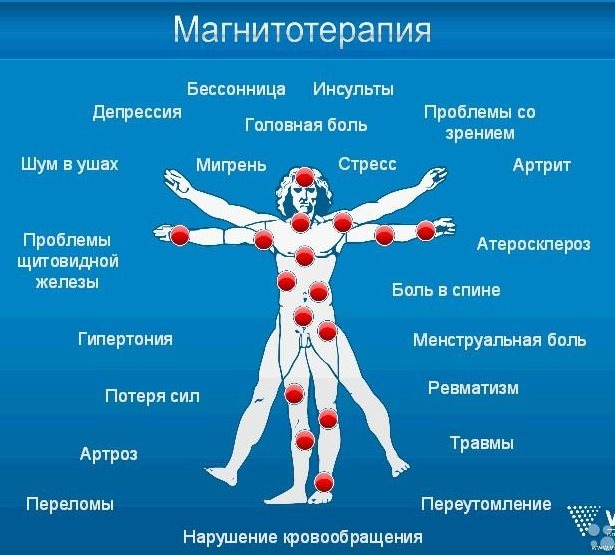 Магнитотерапия
Бессонница Инсульты
Депрессия
Головная боль
Проблемы со
зрением
Шум в ушах
Мигрень
Стресс
Артрит
Проблемы
щитовидной
железы
Атеросклероз
Боль в спине
Гипертония
Менструальная боль
Потеря сил
Ревматизм
Артроз
Травмы
Переломы
Переутомление
Нарушение кровообращения